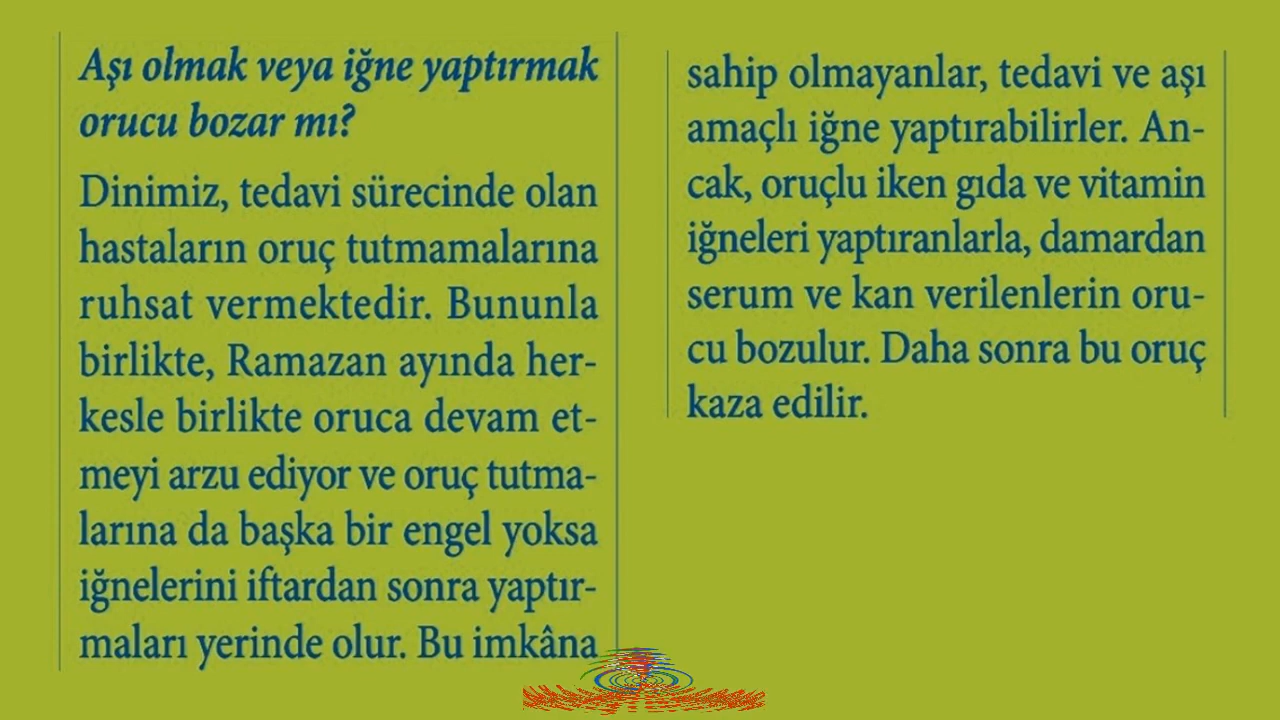 Aşı olmak veya iğne yaptırmak
orucu bozar mı?
Dinimiz, tedavi sürecinde olan
hastaların oruç tutmamalarına
ruhsat vermektedir. Bununla
birlikte, Ramazan ayında her-
kesle birlikte oruca devam et-
meyi arzu ediyor ve oruç tutma-
larına da başka bir engel yoksa
iğnelerini iftardan sonra yaptır-
maları yerinde olur. Bu imkâna
sahip olmayanlar, tedavi ve aşı
amaçlı iğne yaptırabilirler. An-
cak, oruçlu iken gıda ve vitamin
iğneleri yaptıranlarla, damardan
serum ve kan verilenlerin oru-
cu bozulur. Daha sonra bu oruç
kaza edilir.